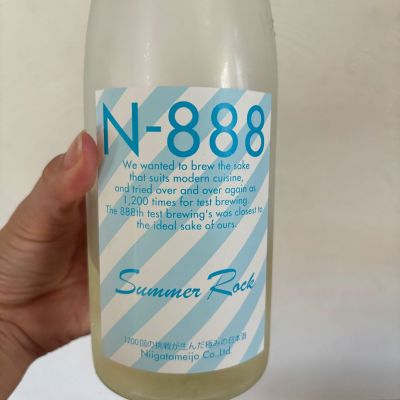 N-888
We wanted to brew the sake
that suits modern cuisine,
and tried over and over again as
1,200 times for test brewing.
The 888th test brewing's was closest to
the ideal sake of ours.
Summer Rock
1200回の挑戦が生んだ極みの日本酒
Niigatameijo Co.,Ltd.